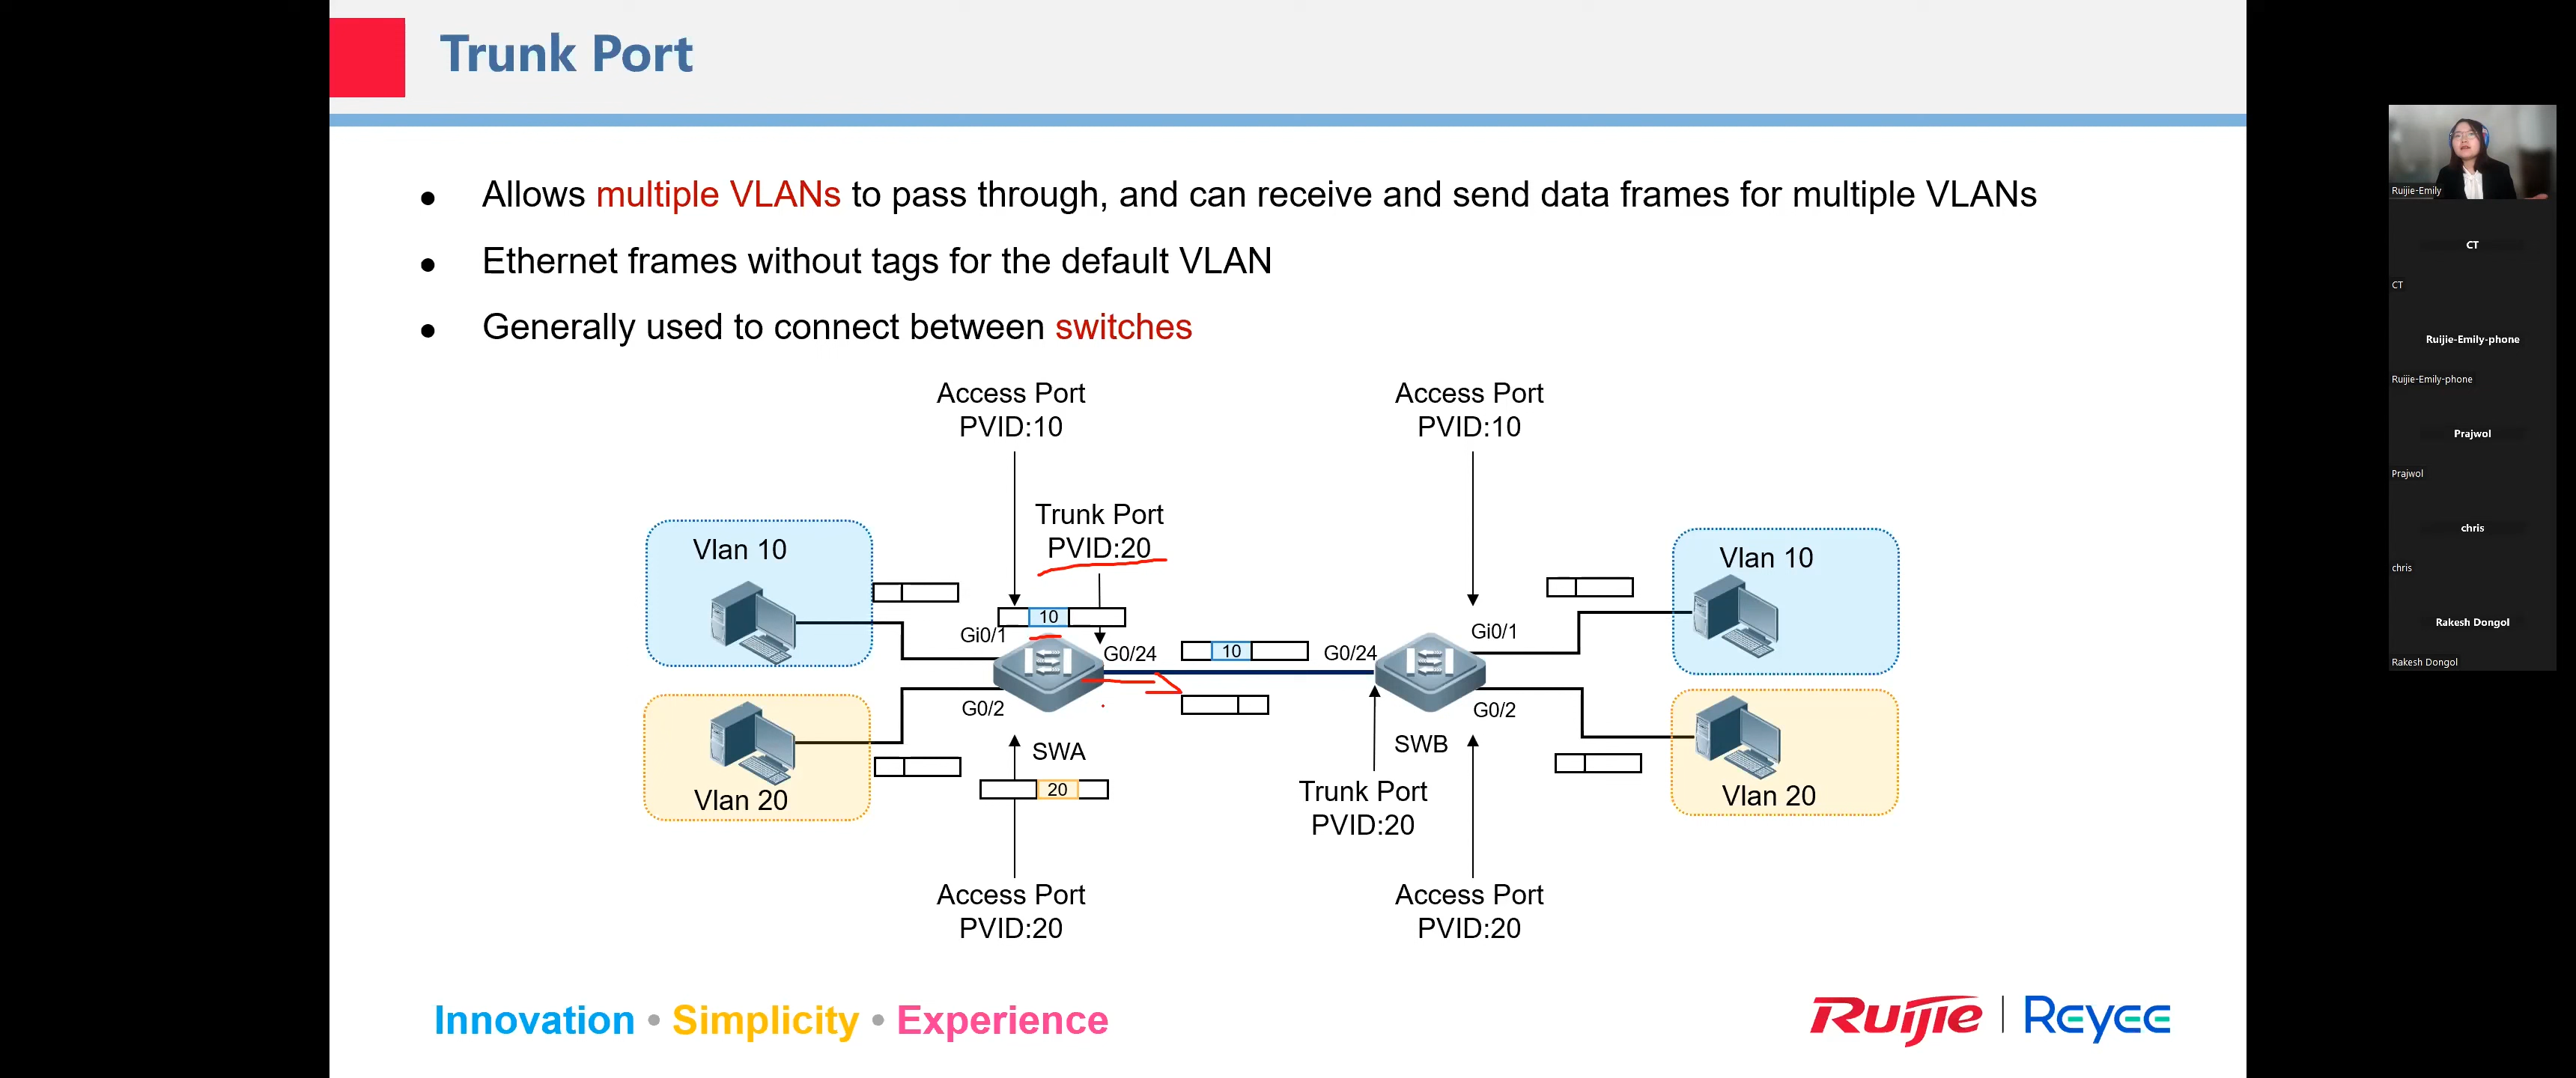 Trunk Port
Allows multiple VLANs to pass through, and can receive and send data frames for multiple VLANs
Ethernet frames without tags for the default VLAN
Generally used to connect between switches
Access Port
PVID:10
Access Port
PVID:10
Trunk Port
PVID:20
Vlan 10
Vlan 10
10
Gi0/1
Gi0/1
G0/24
10
G0/24
G0/2
G0/2
SWA
SWB
20
Vlan 20
Vlan 20
Trunk Port
PVID:20
Access Port
PVID:20
Access Port
PVID:20
Innovation • Simplicity • Experience
Ruijie | Reyee
Ruijie-Emily
CT
CT
Ruijie-Emily-phone
Ruijie-Emily-phone
Prajwol
Prajwol
chris
chris
Rakesh Dongol
Rakesh Dongol